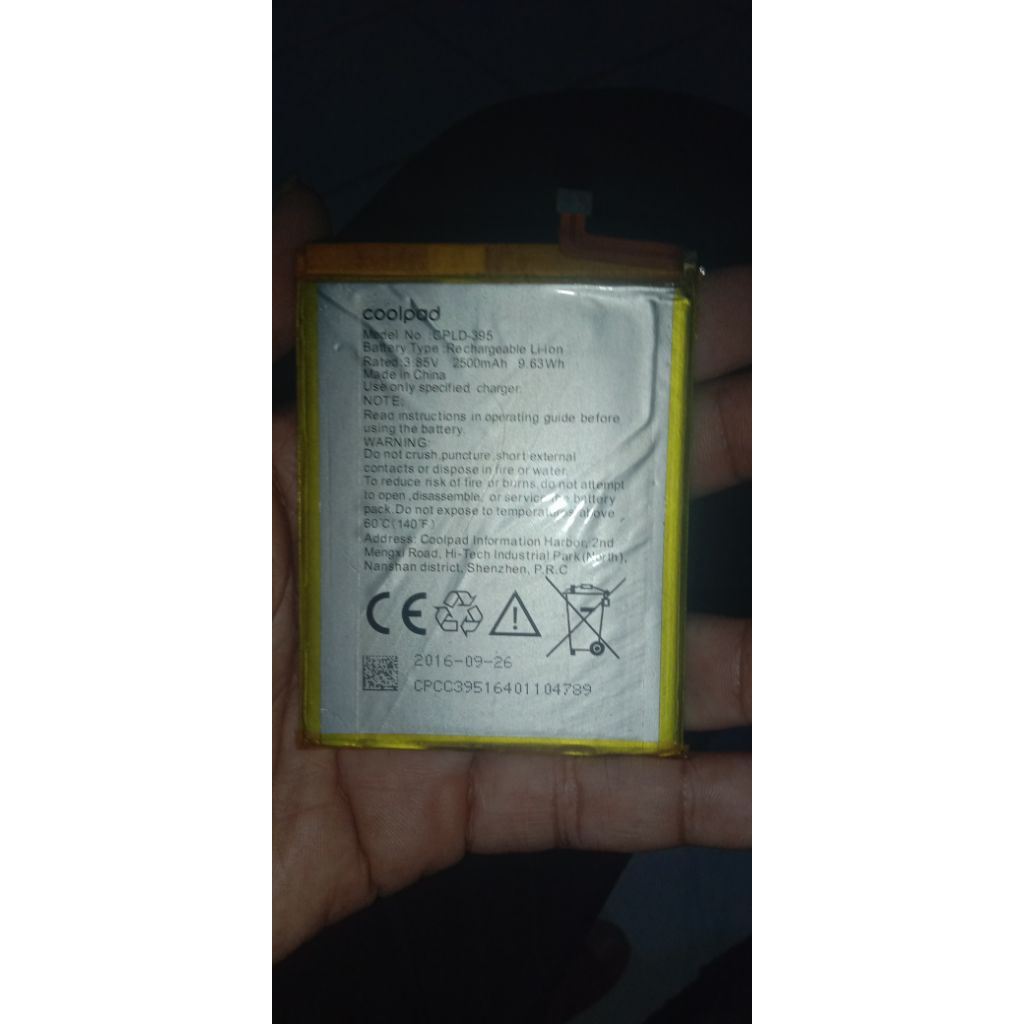 coolpad
Model No :CPLD-395
Battery Type :Rechargeable Li-ion
Rated:3.85V 2500mAh 9.63Wh
Made in China
Use only specified charger.
NOTE:
Read instructions in operating guide before
using the battery.
WARNING:
Do not crush,puncture,short external
contacts or dispose in fire or water.
To reduce risk of fire or burns,do not attempt
to open ,disassemble, or service the battery
pack.Do not expose to temperatures above
60℃(140℉)
Address: Coolpad Information Harbor, 2nd
Mengxi Road, Hi-Tech Industrial Park(North),
Nanshan district, Shenzhen, P.R.C
CE
2016-09-26
CPCC39516401104789